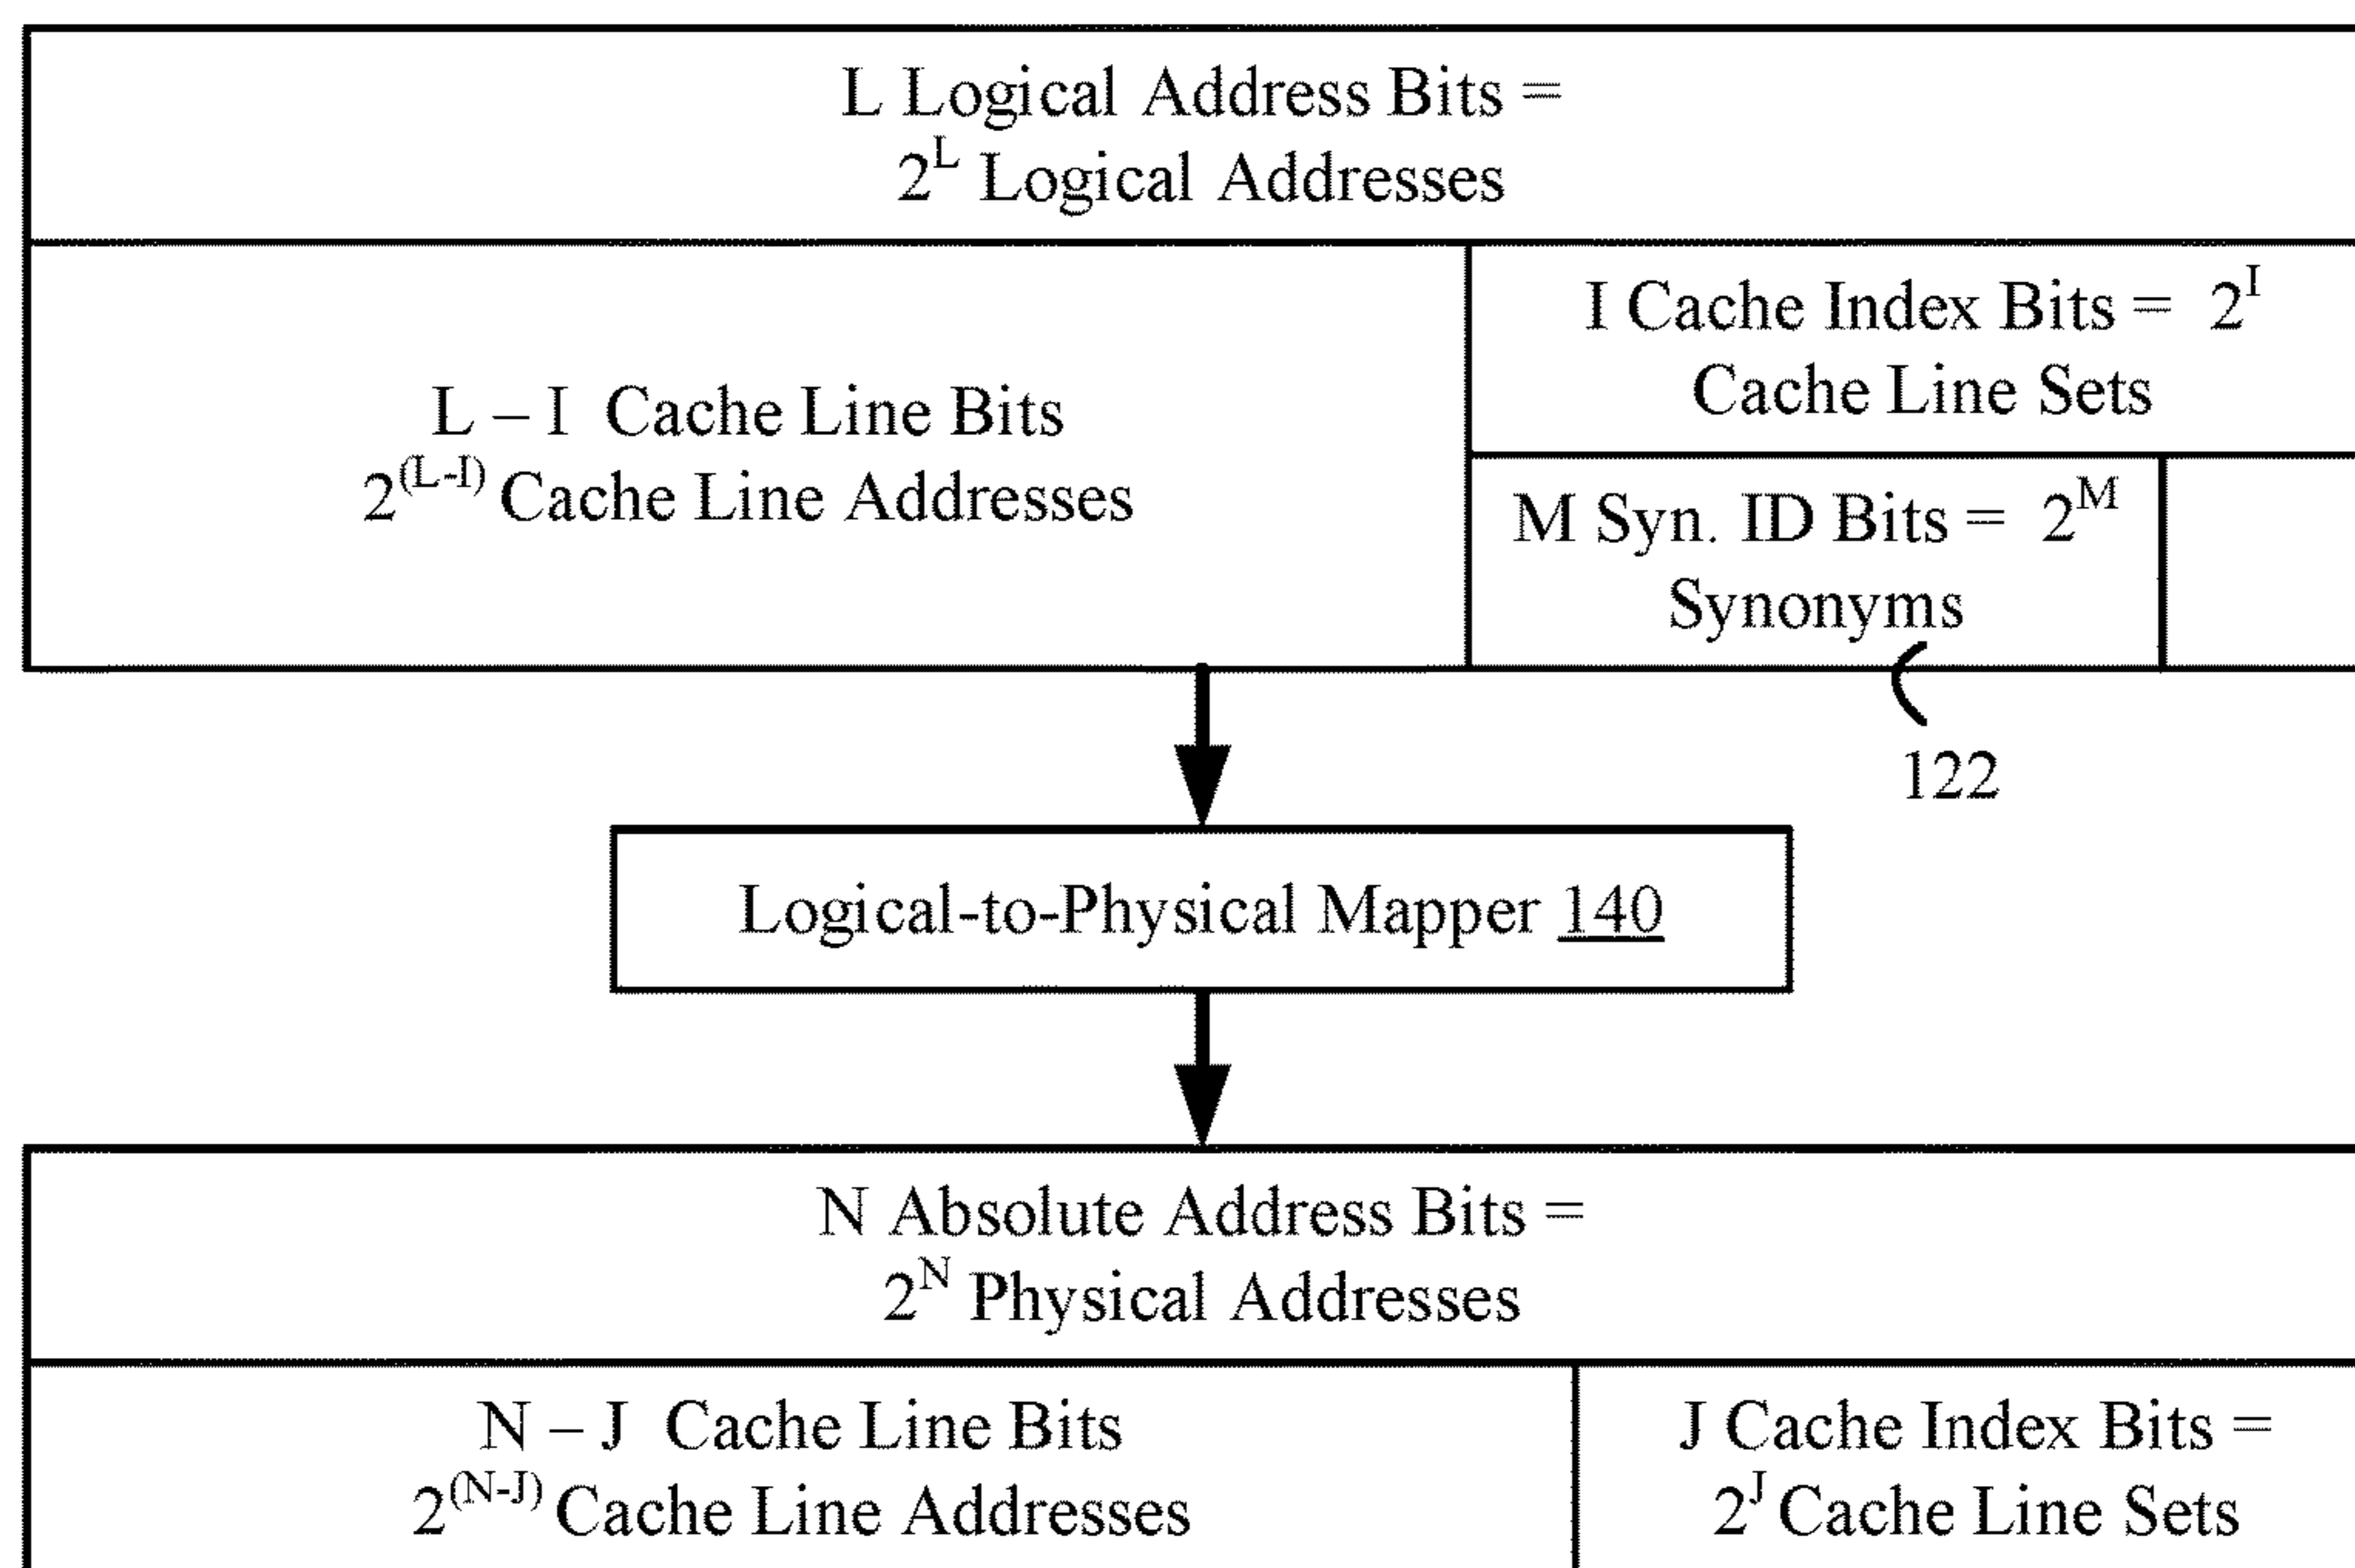 L Logical Address Bits =
2^L Logical Addresses
I Cache Index Bits = 2^I
Cache Line Sets
L – I Cache Line Bits
2^(L-I) Cache Line Addresses
M Syn. ID Bits = 2^M
Synonyms
122
Logical-to-Physical Mapper 140
N Absolute Address Bits =
2^N Physical Addresses
N – J Cache Line Bits
2^(N-J) Cache Line Addresses
J Cache Index Bits =
2^J Cache Line Sets